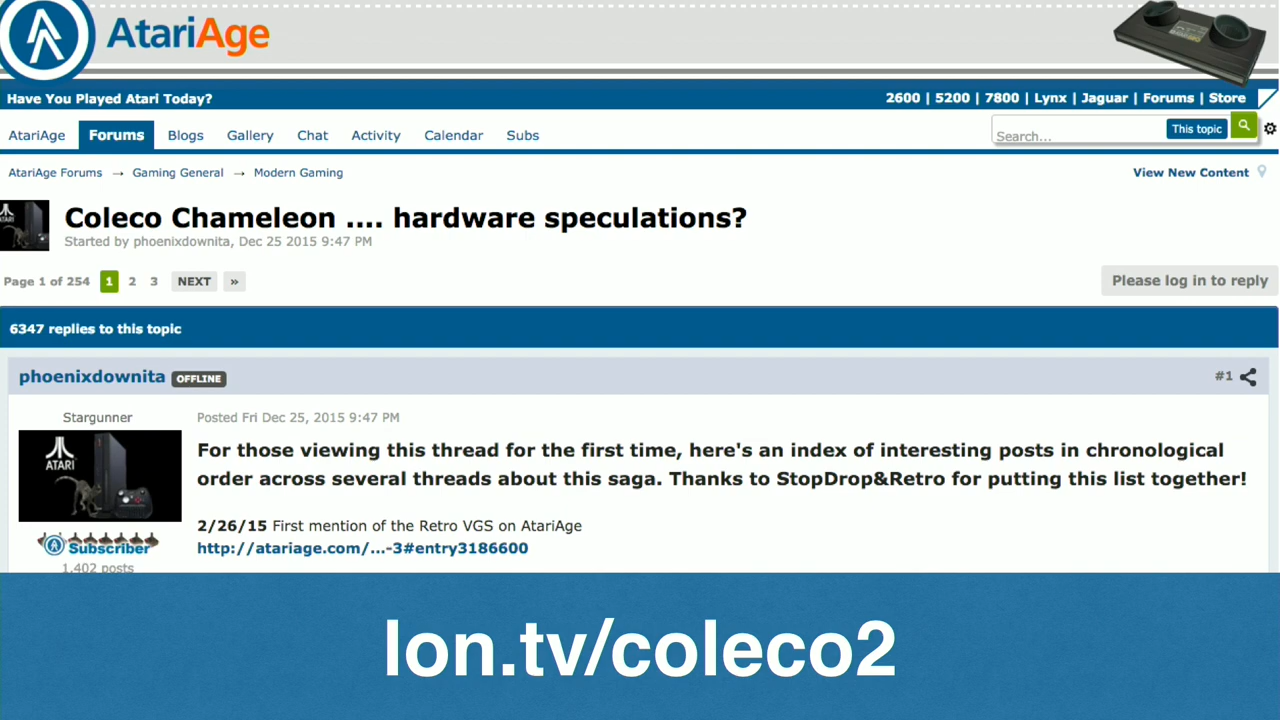 AtariAge
Have You Played Atari Today?
2600 | 5200 | 7800 | Lynx | Jaguar | Forums | Store
AtariAge Forums Blogs Gallery Chat Activity Calendar Subs
Search... This topic
AtariAge Forums → Gaming General → Modern Gaming
View New Content
Coleco Chameleon .... hardware speculations?
Started by phoenixdownita, Dec 25 2015 9:47 PM
Page 1 of 254 1 2 3 NEXT »
Please log in to reply
6347 replies to this topic
phoenixdownita OFFLINE
#1
Stargunner
Posted Fri Dec 25, 2015 9:47 PM
ATARI
For those viewing this thread for the first time, here's an index of interesting posts in chronological
order across several threads about this saga. Thanks to StopDrop&Retro for putting this list together!
2/26/15 First mention of the Retro VGS on AtariAge
http://atariage.com/...-3#entry3186600
Subscriber
1,402 posts
lon.tv/coleco2